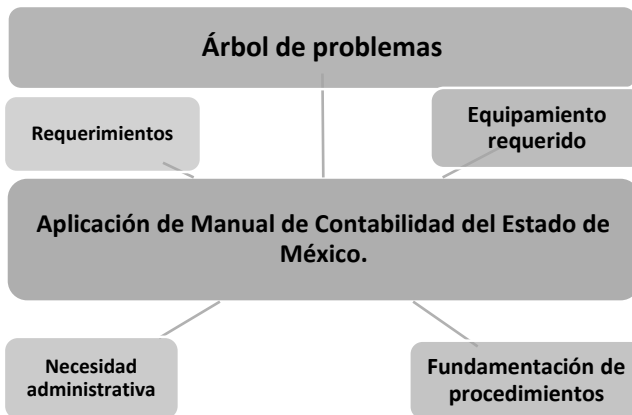 Árbol de problemas
Requerimientos
Equipamiento
requerido
Aplicación de Manual de Contabilidad del Estado de
México.
Necesidad
administrativa
Fundamentación de
procedimientos